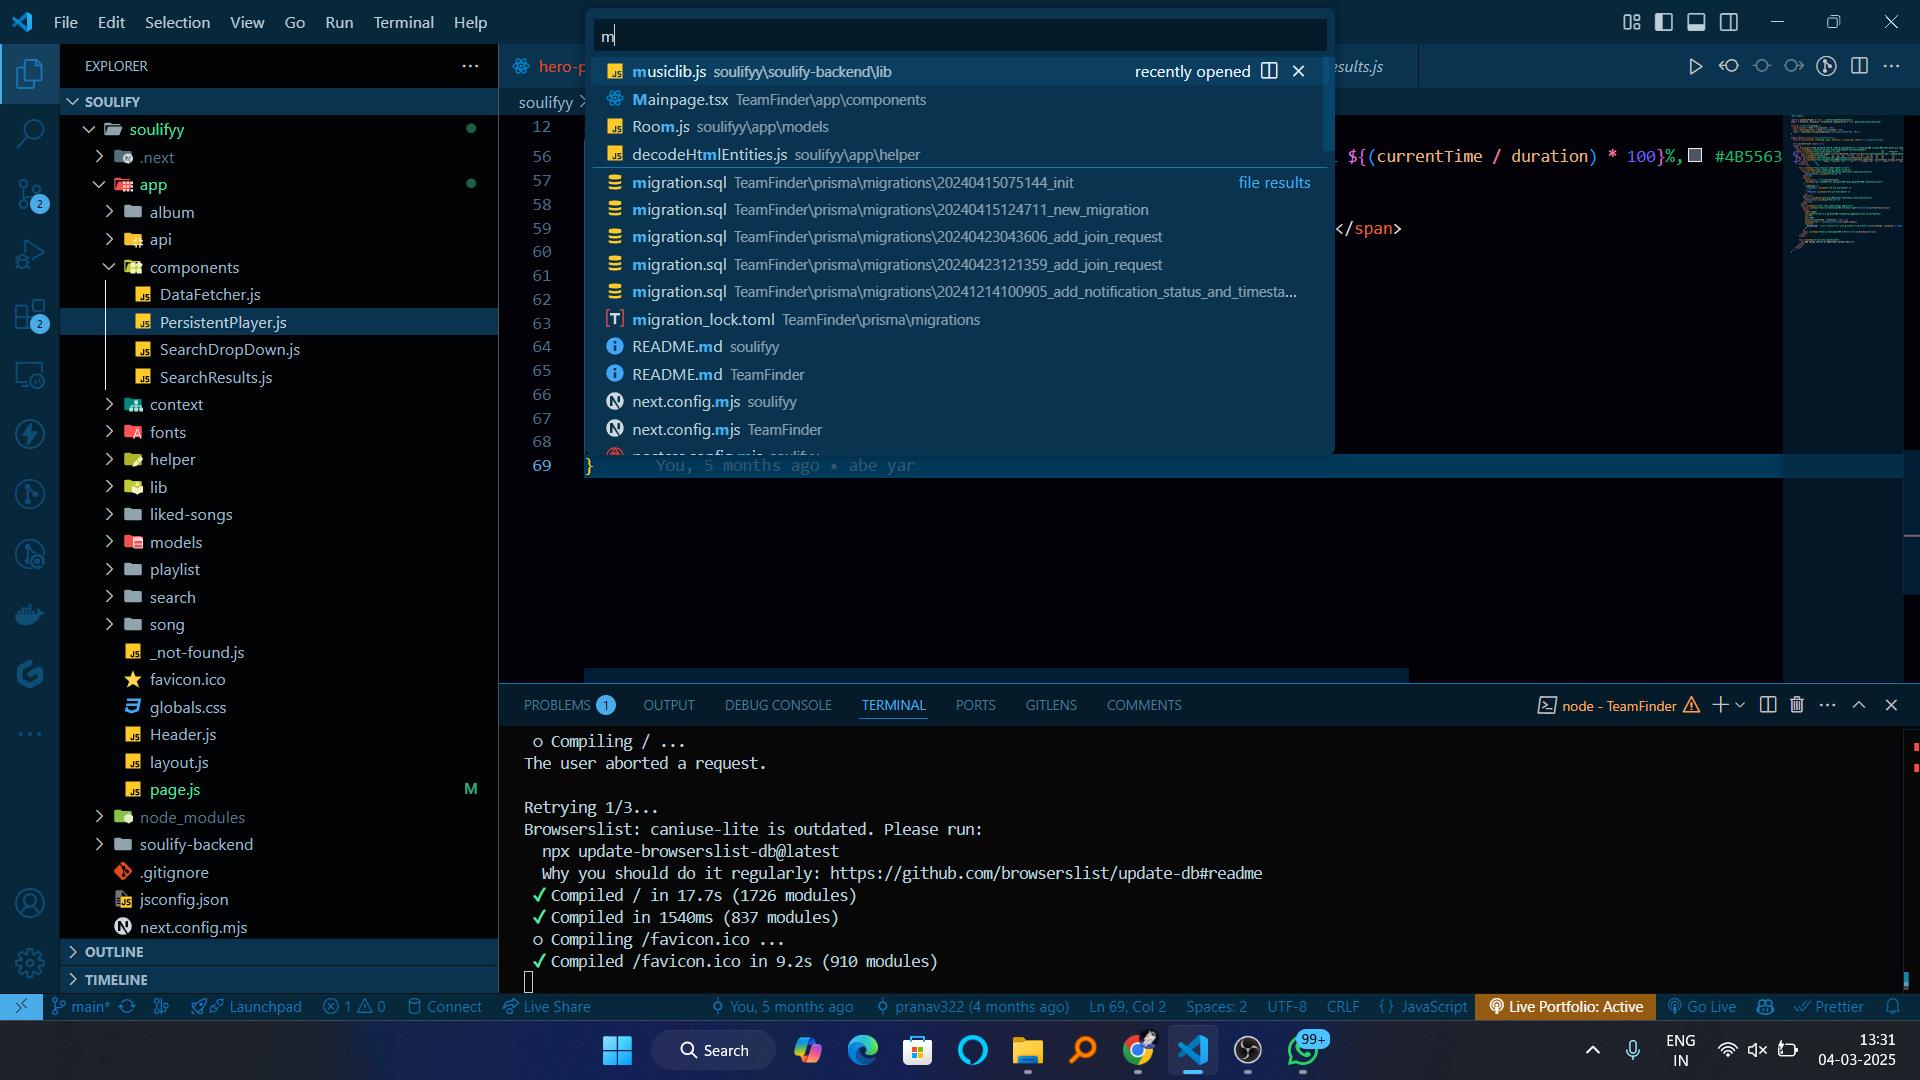 File Edit Selection View Go Run Terminal Help
m
EXPLORER
SOULIFY
soulifyy
.next
app
album
api
components
DataFetcher.js
PersistentPlayer.js
SearchDropDown.js
SearchResults.js
context
fonts
helper
lib
liked-songs
models
playlist
search
song
_not-found.js
favicon.ico
globals.css
Header.js
layout.js
page.js M
node_modules
soulify-backend
.gitignore
jsconfig.json
next.config.mjs
OUTLINE
TIMELINE
2
2
hero-p
soulifyy
musiclib.js soulifyy\soulify-backend\lib recently opened
Mainpage.tsx TeamFinder\app\components
Room.js soulifyy\app\models
decodeHtmlEntities.js soulifyy\app\helper
migration.sql TeamFinder\prisma\migrations\20240415075144_init file results
migration.sql TeamFinder\prisma\migrations\20240415124711_new_migration
migration.sql TeamFinder\prisma\migrations\20240423043606_add_join_request
migration.sql TeamFinder\prisma\migrations\20240423121359_add_join_request
migration.sql TeamFinder\prisma\migrations\20241214100905_add_notification_status_and_timesta...
migration_lock.toml TeamFinder\prisma\migrations
README.md soulifyy
README.md TeamFinder
next.config.mjs soulifyy
next.config.mjs TeamFinder
sults.js
12
56 ${(currentTime / duration) * 100}%, #4B5563
57
58
59 </span>
60
61
62
63
64
65
66
67
68
69 } You, 5 months ago • abe yar
PROBLEMS 1 OUTPUT DEBUG CONSOLE TERMINAL PORTS GITLENS COMMENTS
node - TeamFinder
○ Compiling / ...
The user aborted a request.
Retrying 1/3...
Browserslist: caniuse-lite is outdated. Please run:
npx update-browserslist-db@latest
Why you should do it regularly: https://github.com/browserslist/update-db#readme
✓ Compiled / in 17.7s (1726 modules)
✓ Compiled in 1540ms (837 modules)
○ Compiling /favicon.ico ...
✓ Compiled /favicon.ico in 9.2s (910 modules)
main* Launchpad 1 0 Connect Live Share You, 5 months ago pranav322 (4 months ago) Ln 69, Col 2 Spaces: 2 UTF-8 CRLF {} JavaScript Live Portfolio: Active Go Live Prettier
Search
99+
ENG
IN
13:31
04-03-2025